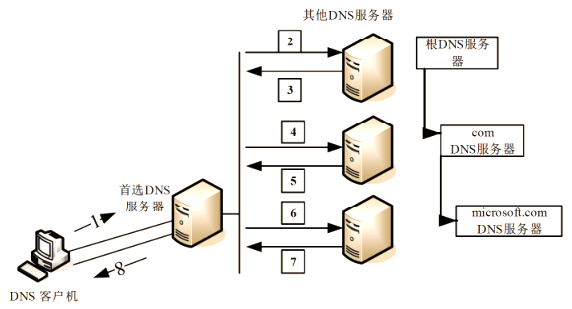 其他DNS服务器
2
3
根DNS服务
器
4
5
com
DNS服务器
首选DNS
服务器
1
6
7
microsoft.com
DNS服务器
8
DNS 客户机